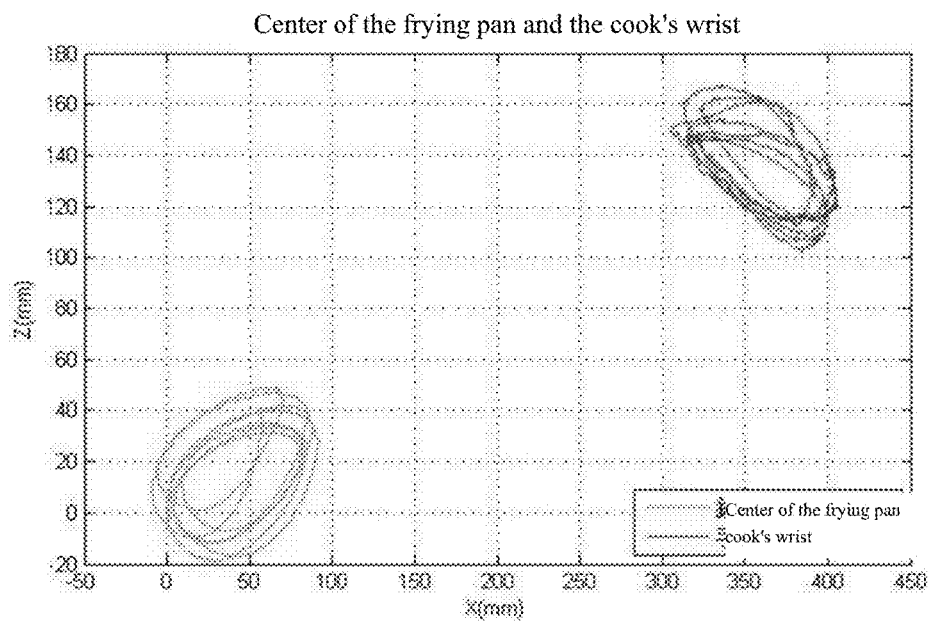 Center of the frying pan and the cook's wrist
180
160
140
120
100
80
60
40
20
0
-20
Z(mm)
-50 0 50 100 150 200 250 300 350 400 450
X(mm)
Center of the frying pan
cook's wrist